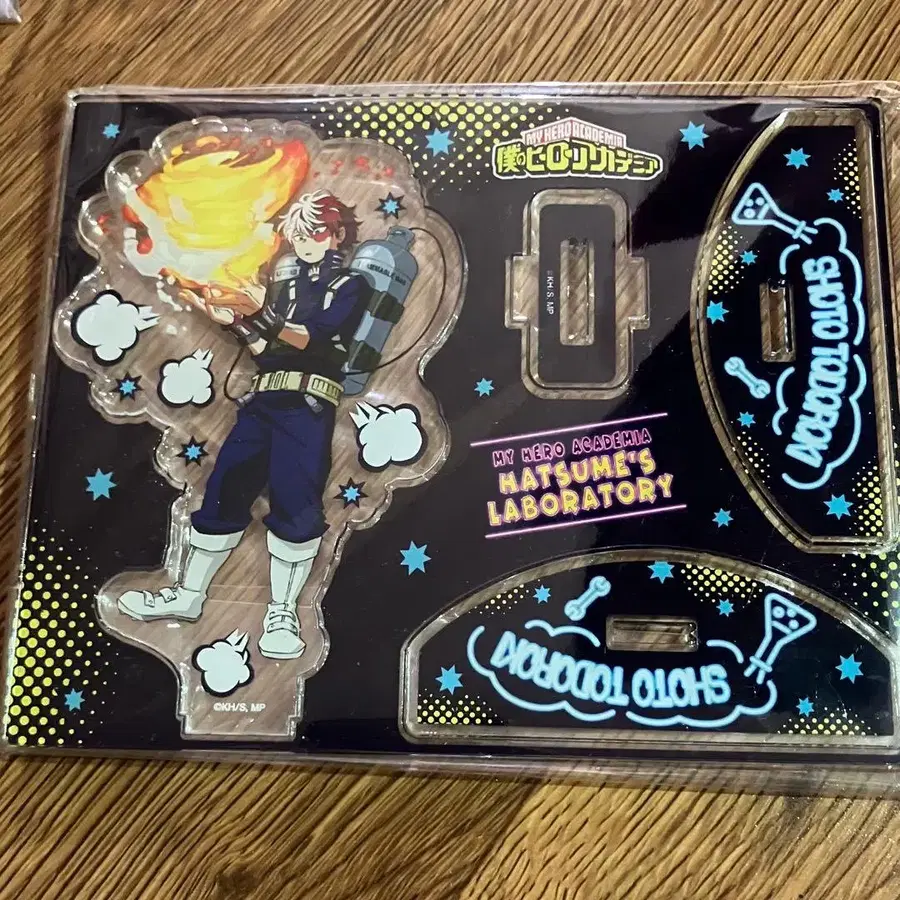 MY HERO ACADEMIA
僕のヒーローアカデミア
©KH/S, MP
SHOTO TODOROKI
MY HERO ACADEMIA
HATSUME'S
LABORATORY
SHOTO TODOROKI
©KH/S, MP